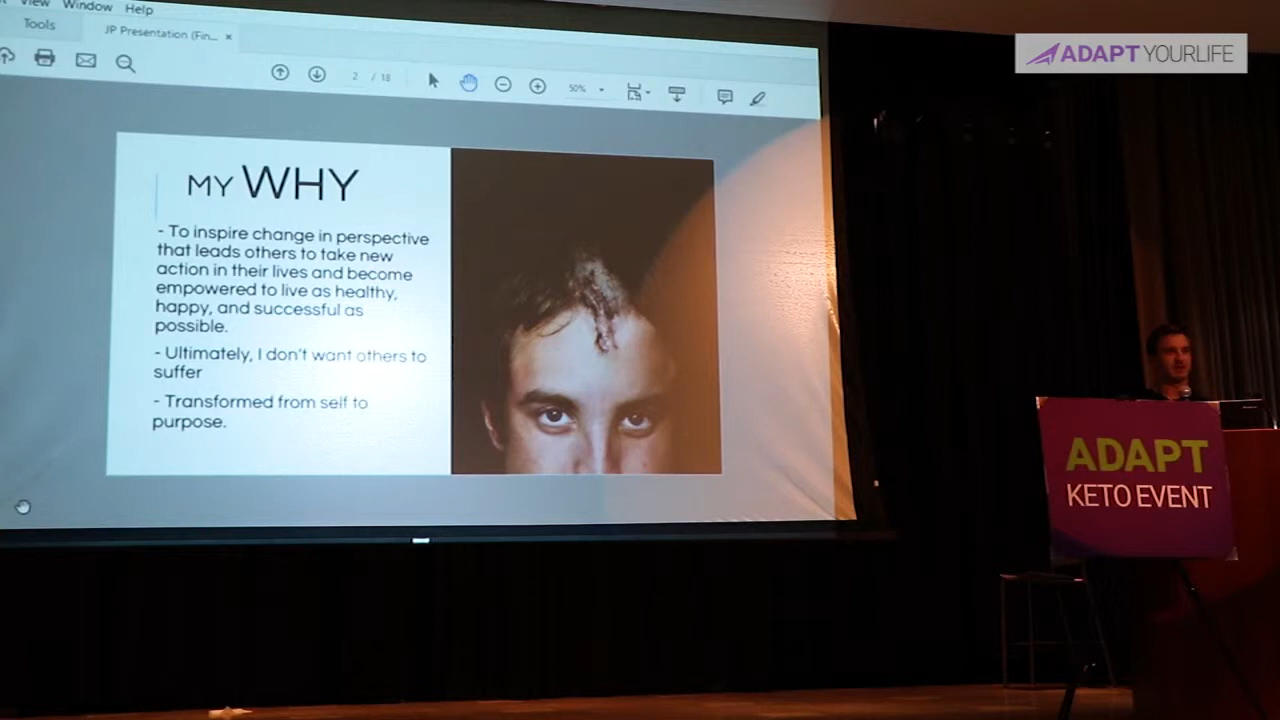 View Window Help
Tools
JP Presentation (Fin... ×
2 / 18
50%
MY WHY
- To inspire change in perspective
that leads others to take new
action in their lives and become
empowered to live as healthy,
happy, and successful as
possible.
- Ultimately, I don't want others to
suffer
- Transformed from self to
purpose.
ADAPT YOURLIFE
ADAPT
KETO EVENT